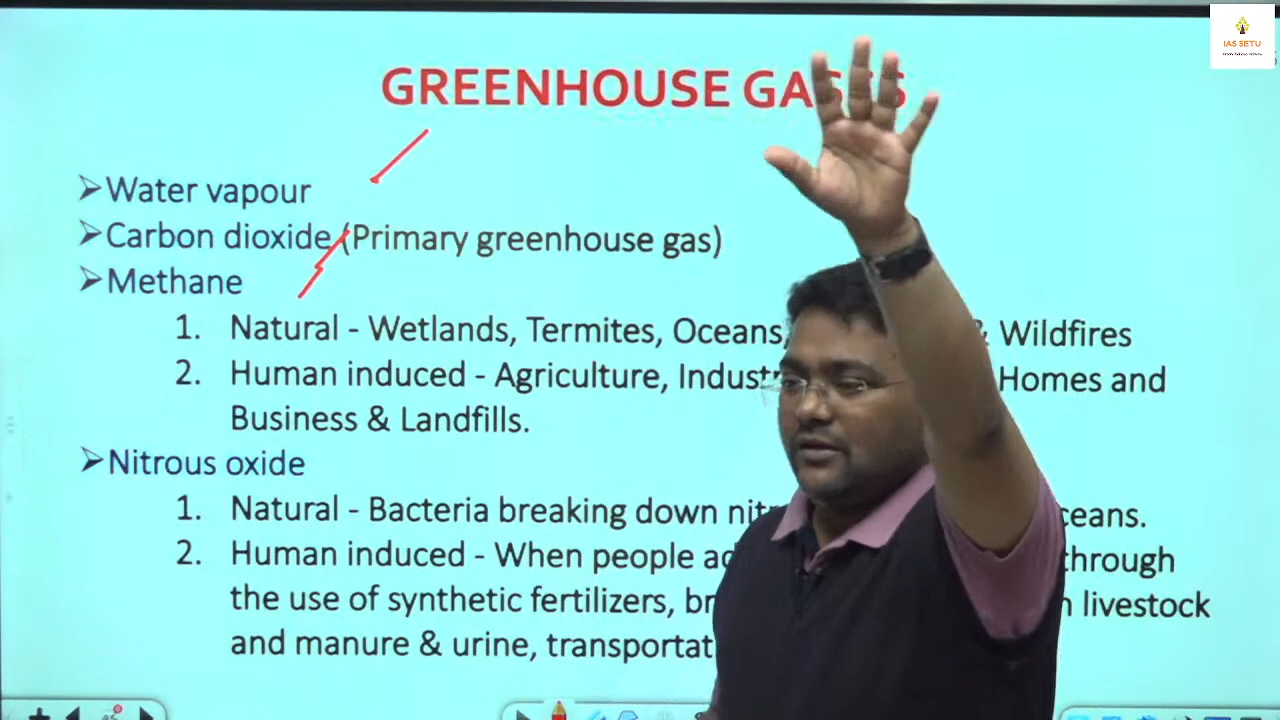 IAS SETU
GREENHOUSE GASES
➢Water vapour
➢Carbon dioxide (Primary greenhouse gas)
➢Methane
1. Natural - Wetlands, Termites, Oceans, & Wildfires
2. Human induced - Agriculture, Homes and
Business & Landfills.
➢Nitrous oxide
1. Natural - Bacteria breaking down
2. Human induced - When people through
the use of synthetic fertilizers, livestock
and manure & urine,